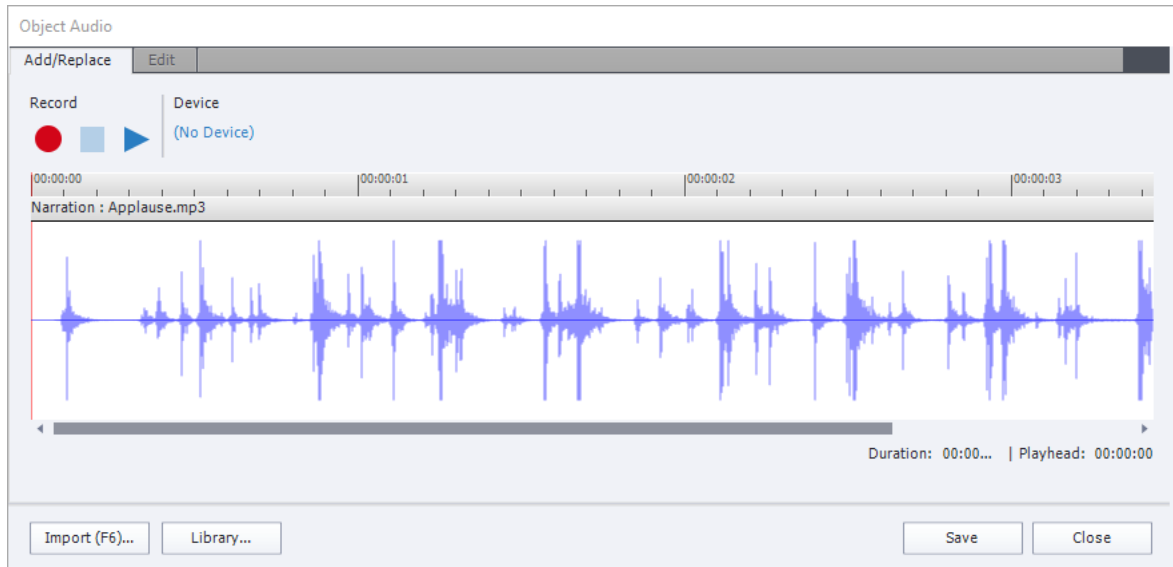 Object Audio
Add/Replace Edit
Record Device
(No Device)
00:00:00 00:00:01 00:00:02 00:00:03
Narration : Applause.mp3
Duration: 00:00... | Playhead: 00:00:00
Import (F6)... Library... Save Close